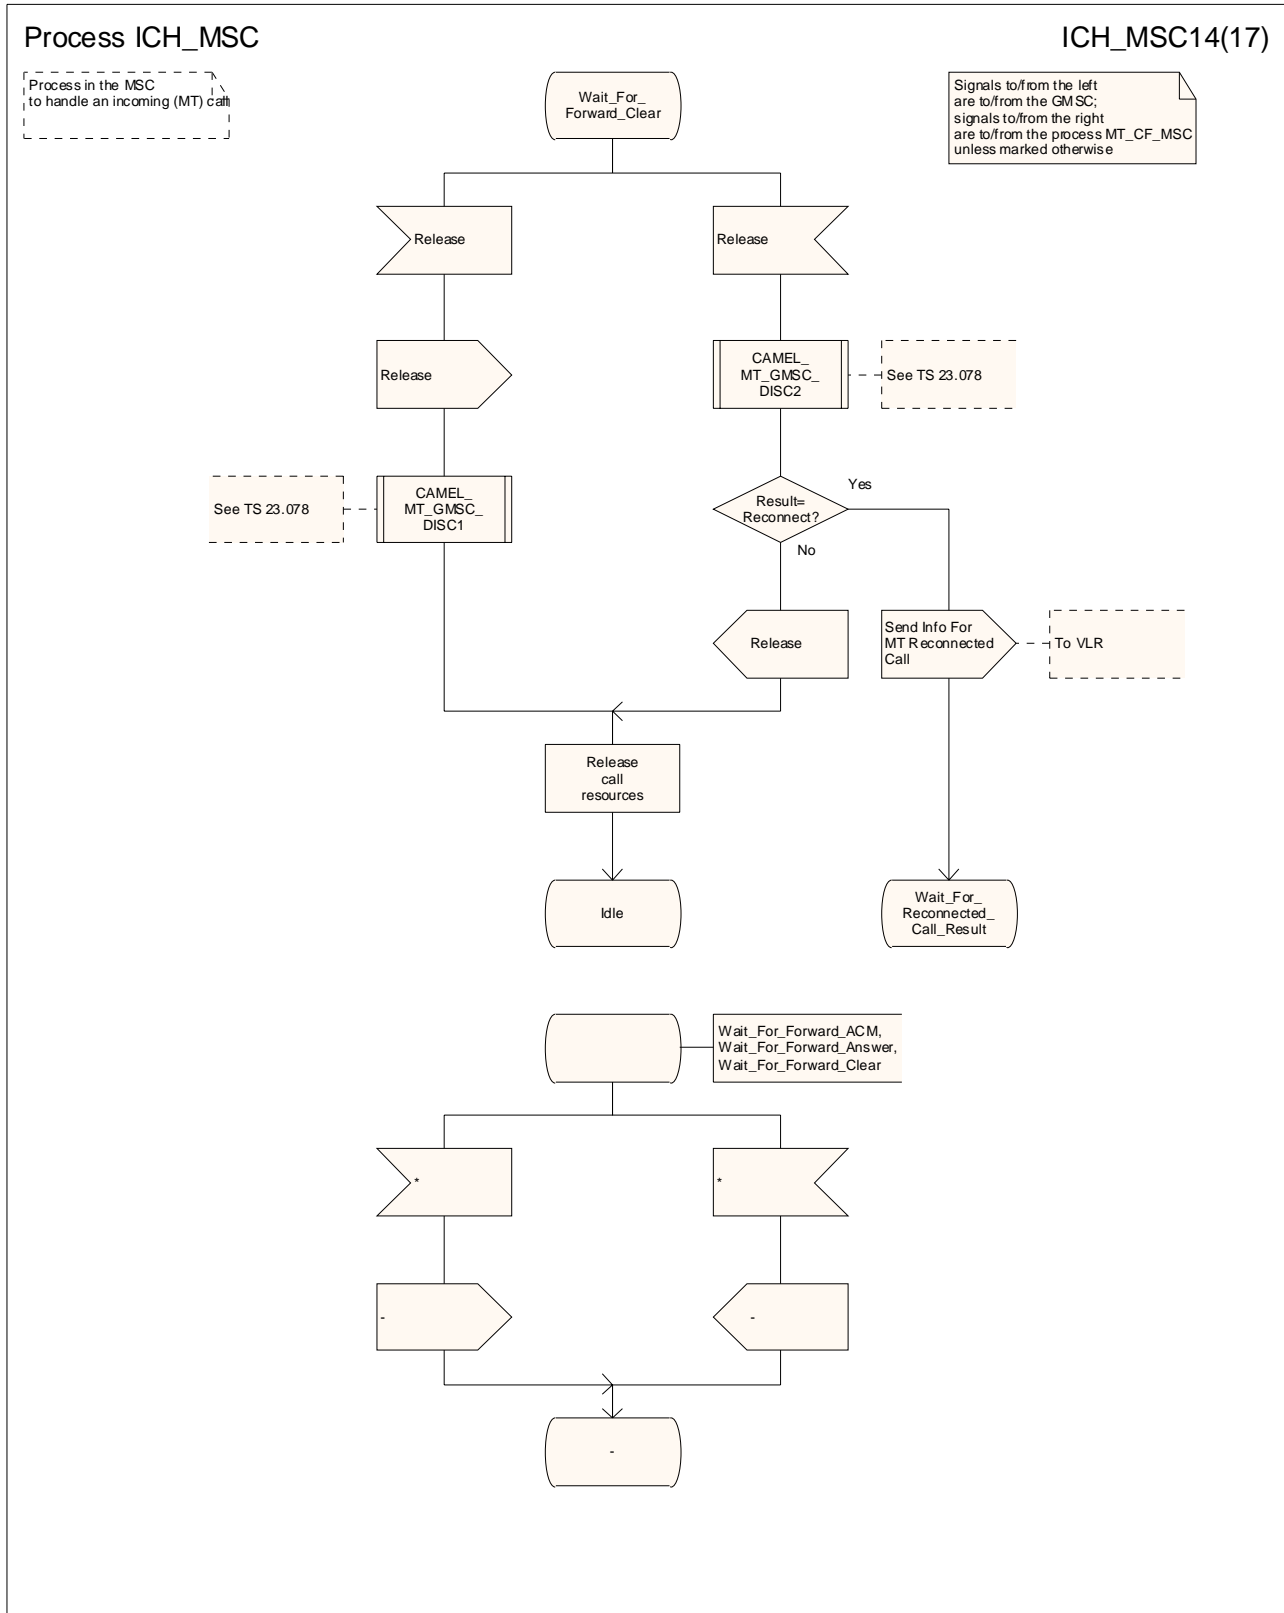 Process ICH_MSC
ICH_MSC14(17)
Process in the MSC
to handle an incoming (MT) call
Wait_For_
Forward_Clear
Signals to/from the left
are to/from the GMSC;
signals to/from the right
are to/from the process MT_CF_MSC
unless marked otherwise
Release
Release
Release
CAMEL_
MT_GMSC_
DISC2
See TS 23.078
See TS 23.078
CAMEL_
MT_GMSC_
DISC1
Result=
Reconnect?
Yes
No
Release
Send Info For
MT Reconnected
Call
To VLR
Release
call
resources
Idle
Wait_For_
Reconnected_
Call_Result
Wait_For_Forward_ACM,
Wait_For_Forward_Answer,
Wait_For_Forward_Clear
*
*
-
-
-